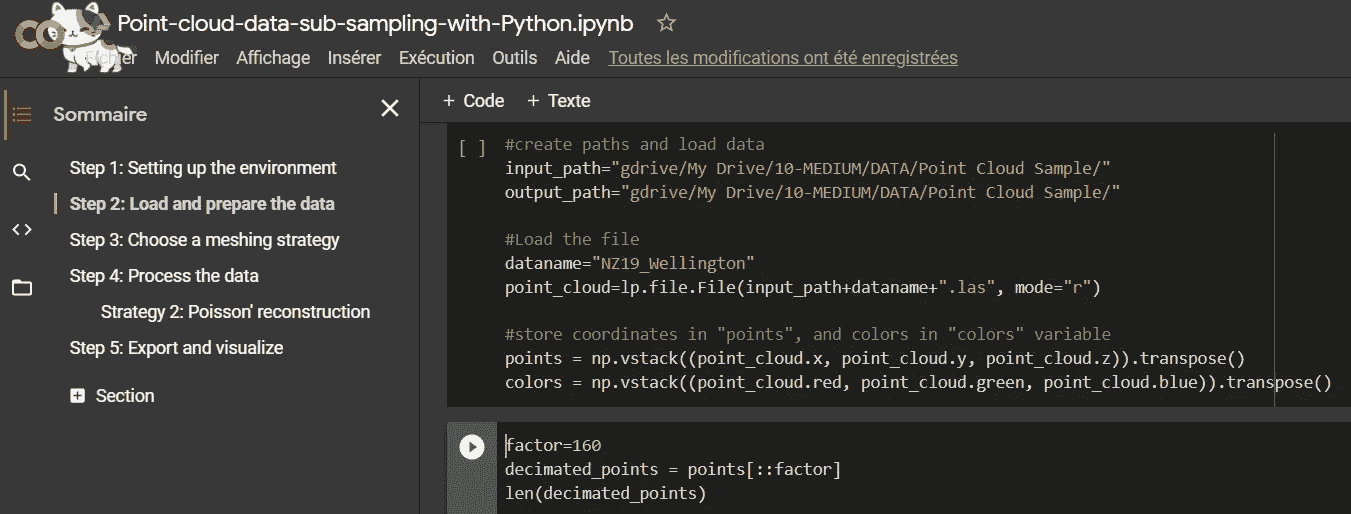 Point-cloud-data-sub-sampling-with-Python.ipynb
Modifier Affichage Insérer Exécution Outils Aide Toutes les modifications ont été enregistrées
Sommaire
Step 1: Setting up the environment
Step 2: Load and prepare the data
Step 3: Choose a meshing strategy
Step 4: Process the data
Strategy 2: Poisson' reconstruction
Step 5: Export and visualize
Section
+ Code + Texte
[ ] #create paths and load data
input_path="gdrive/My Drive/10-MEDIUM/DATA/Point Cloud Sample/"
output_path="gdrive/My Drive/10-MEDIUM/DATA/Point Cloud Sample/"
#Load the file
dataname="NZ19_Wellington"
point_cloud=lp.file.File(input_path+dataname+".las", mode="r")
#store coordinates in "points", and colors in "colors" variable
points = np.vstack((point_cloud.x, point_cloud.y, point_cloud.z)).transpose()
colors = np.vstack((point_cloud.red, point_cloud.green, point_cloud.blue)).transpose()
factor=160
decimated_points = points[::factor]
len(decimated_points)